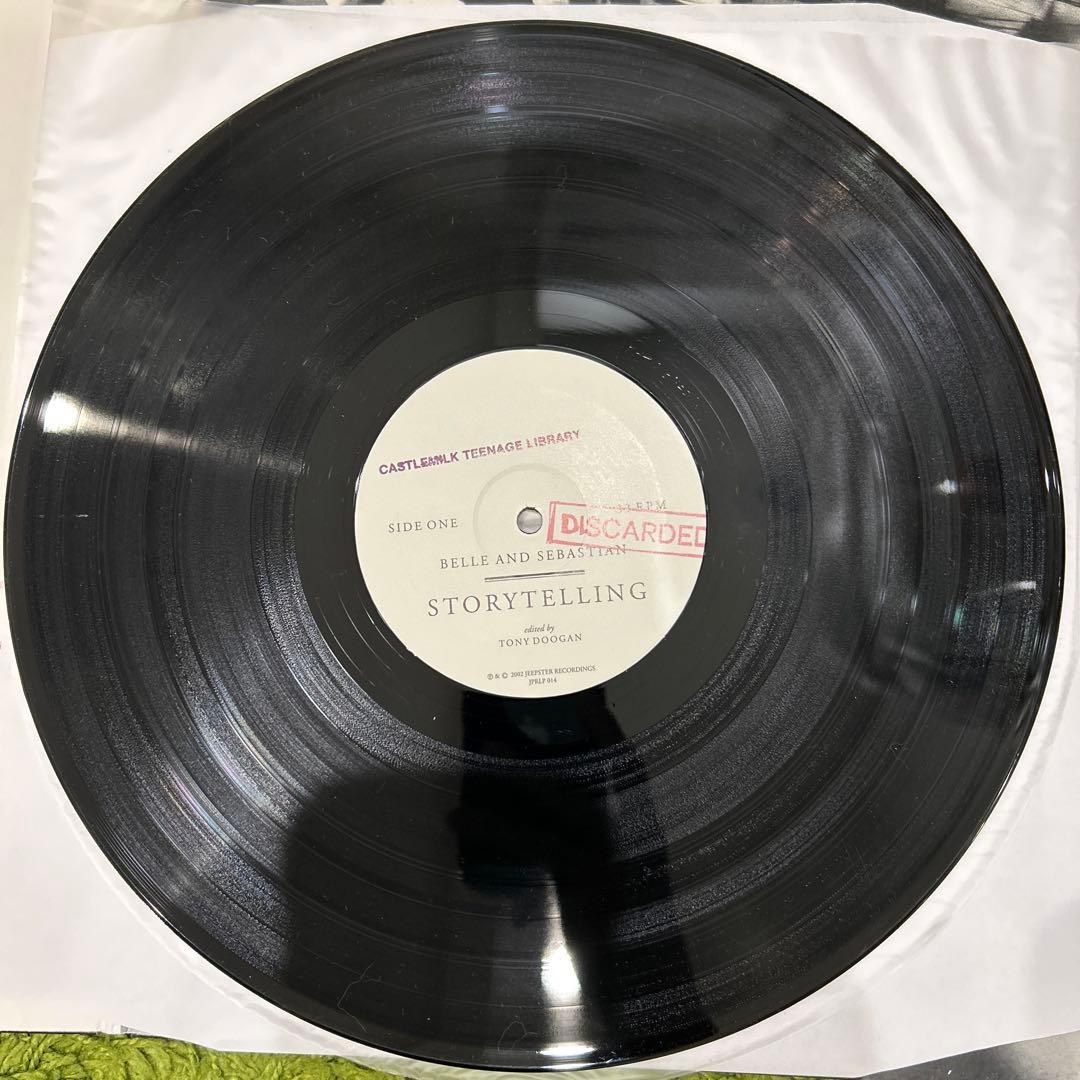 CASTLEMILK TEENAGE LIBRARY
SIDE ONE
DISCARDED
BELLE AND SEBASTIAN
STORYTELLING
edited by
TONY DOOGAN
℗ & © 2002 JEEPSTER RECORDINGS.
JPRLP 014